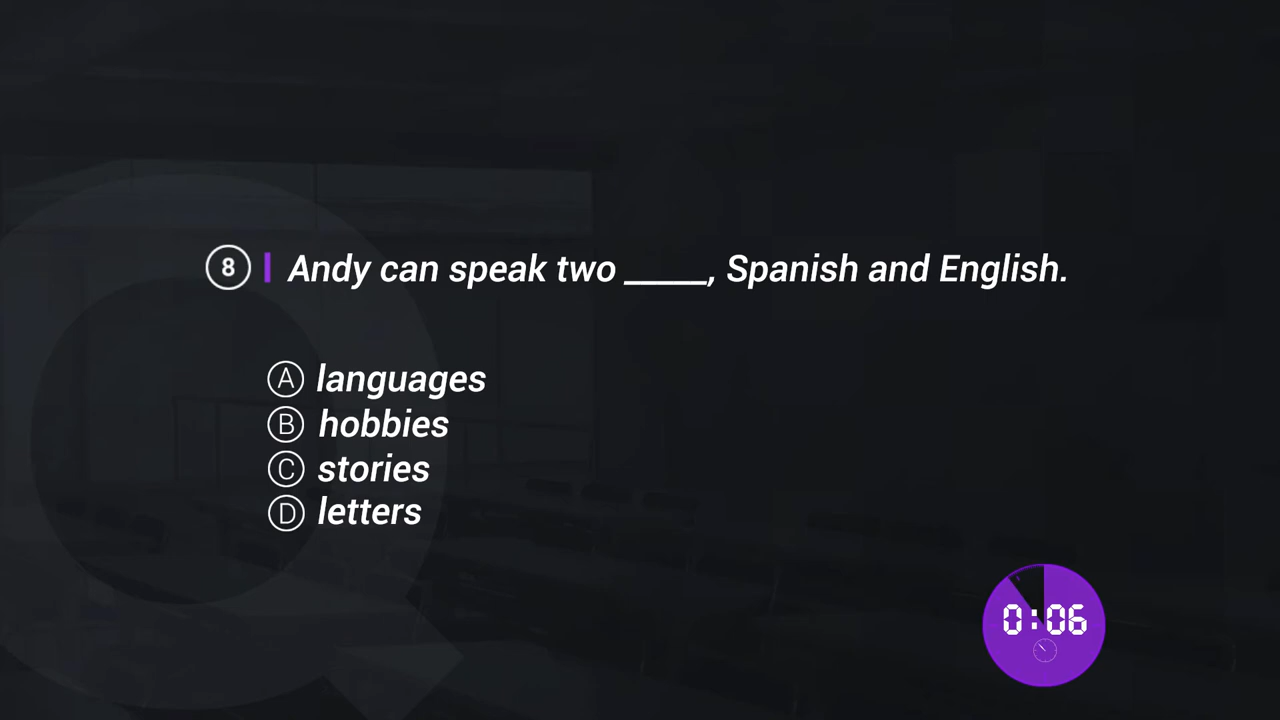 8 Andy can speak two _____, Spanish and English.
A languages
B hobbies
C stories
D letters
0:06